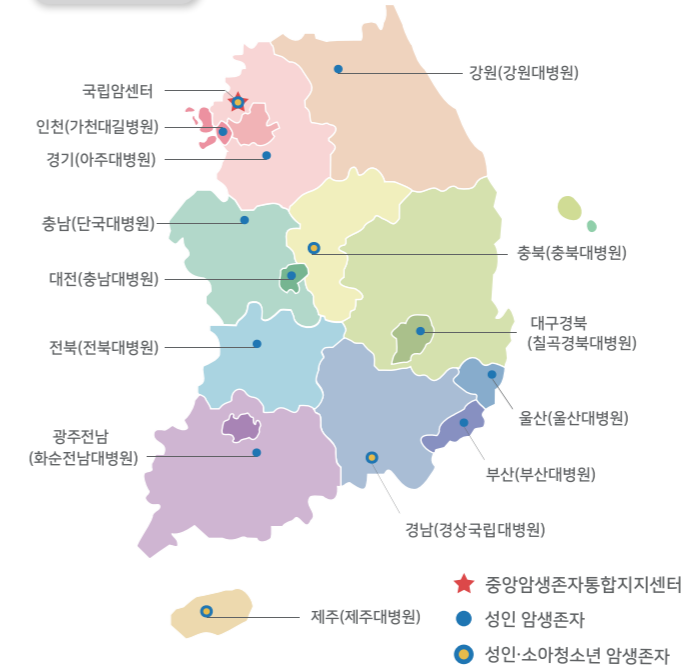 강원(강원대병원)
국립암센터
인천(가천대길병원)
경기(아주대병원)
충남(단국대병원)
충북(충북대병원)
대전(충남대병원)
대구경북
(칠곡경북대병원)
전북(전북대병원)
울산(울산대병원)
광주전남
(화순전남대병원)
부산(부산대병원)
경남(경상국립대병원)
중앙암생존자통합지지센터
제주(제주대병원)
성인 암생존자
성인·소아청소년 암생존자